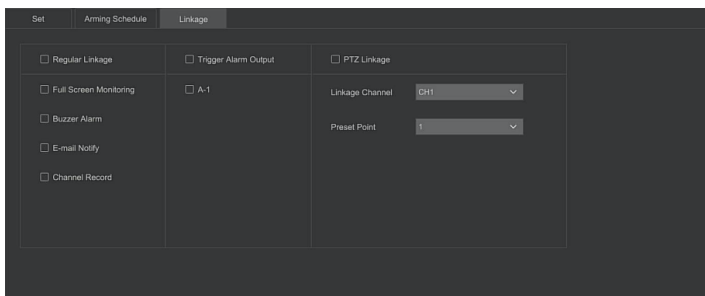 Set Arming Schedule Linkage
Regular Linkage Trigger Alarm Output PTZ Linkage
Full Screen Monitoring A-1 Linkage Channel CH1
Buzzer Alarm
Preset Point 1
E-mail Notify
Channel Record